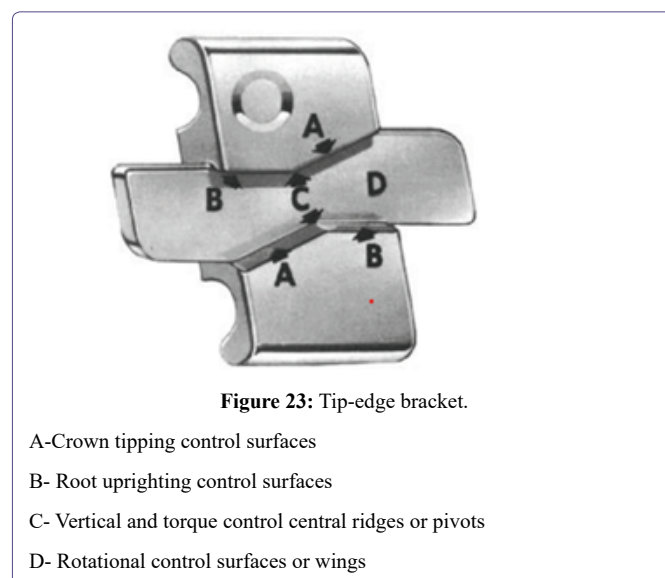 A
B
C
D
A
B
Figure 23: Tip-edge bracket.
A-Crown tipping control surfaces
B- Root uprighting control surfaces
C- Vertical and torque control central ridges or pivots
D- Rotational control surfaces or wings